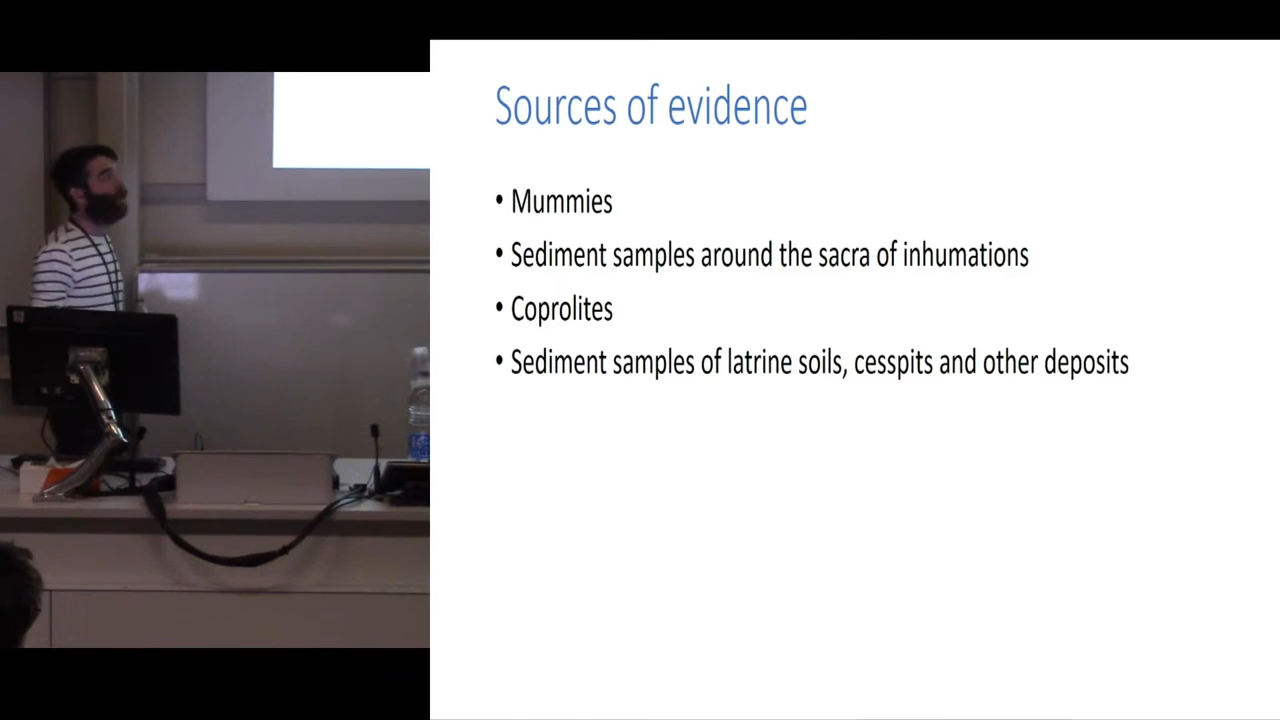 Sources of evidence
• Mummies
• Sediment samples around the sacra of inhumations
• Coprolites
• Sediment samples of latrine soils, cesspits and other deposits